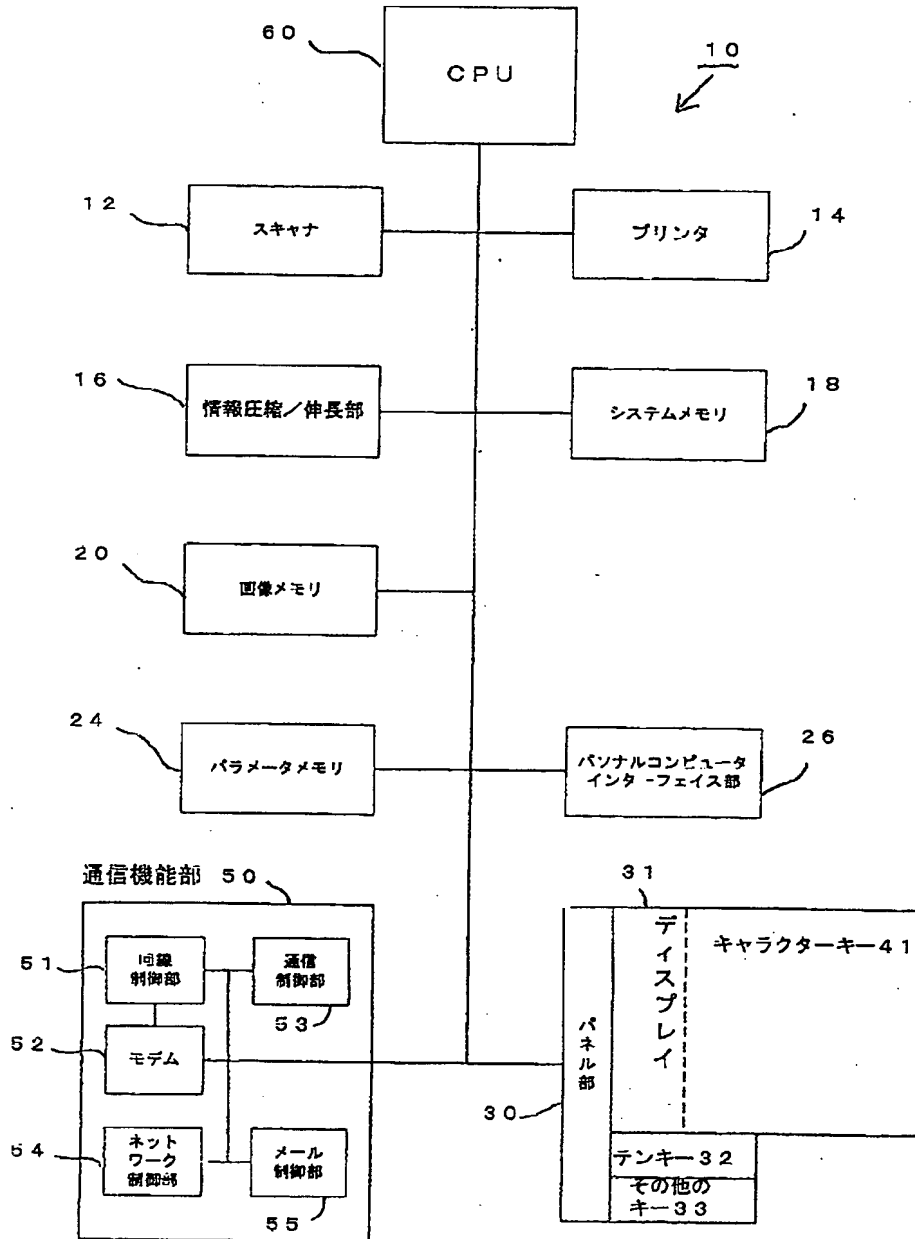 ６０
ＣＰＵ
１０
１２
スキャナ
プリンタ
１４
１６
情報圧縮／伸長部
システムメモリ
１８
２０
画像メモリ
２４
パラメータメモリ
パソナルコンピュータ
インターフェイス部
２６
通信機能部 ５０
５１
回線
制御部
通信
制御部
５３
５２
モデム
５４
ネット
ワーク
制御部
メール
制御部
５５
３１
ディスプレイ
キャラクターキー４１
パネル部
３０
テンキー３２
その他の
キー３３